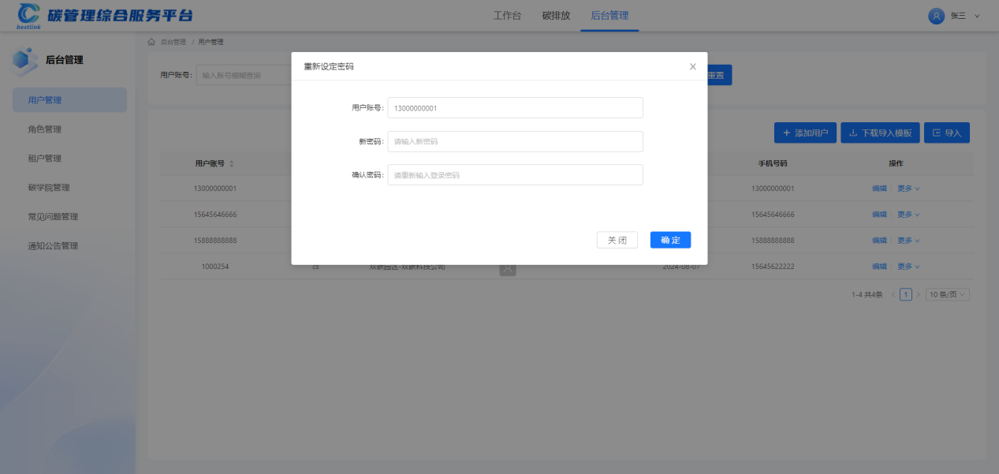 碳管理综合服务平台
bestlink
工作台
碳排放
后台管理
张三
后台管理
后台管理 / 用户管理
用户管理
角色管理
租户管理
碳学院管理
常见问题管理
通知公告管理
用户账号: 输入账号模糊查询
重置
+ 添加用户
下载导入模板
导入
重新设定密码
用户账号: 13000000001
新密码: 请输入新密码
确认密码: 请重新输入登录密码
关 闭
确 定
用户账号 手机号码 操作
13000000001 13000000001 编辑 更多
15645646666 15645646666 编辑 更多
15888888888 15888888888 编辑 更多
1000254 cs 双碳园区-双碳科技公司 2024-08-07 15645622222 编辑 更多
1-4 共4条 < 1 > 10 条/页